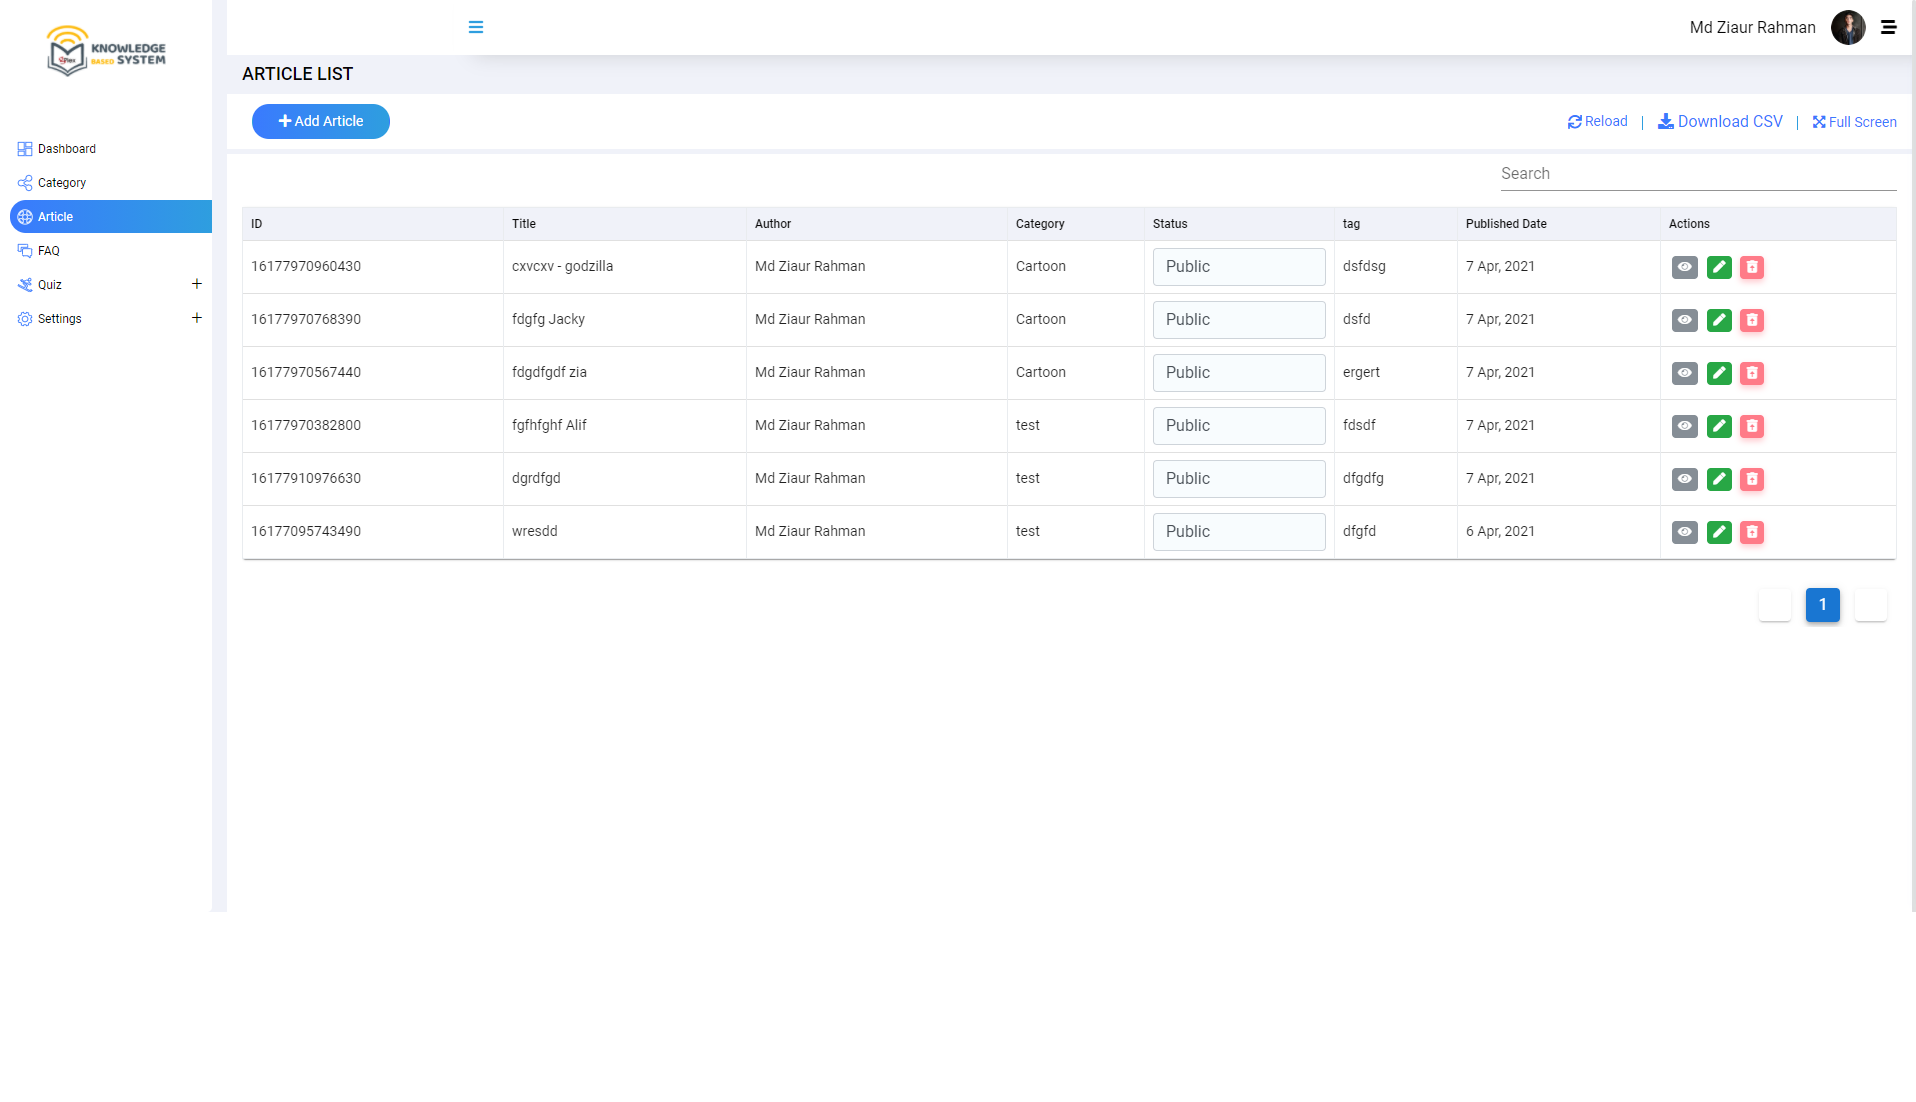 KNOWLEDGE
BASED SYSTEM
Md Ziaur Rahman
ARTICLE LIST
Add Article
Reload | Download CSV | Full Screen
Dashboard
Category
Article
FAQ
Quiz +
Settings +
Search
ID Title Author Category Status tag Published Date Actions
16177970960430 cxvcxv - godzilla Md Ziaur Rahman Cartoon Public dsfdsg 7 Apr, 2021
16177970768390 fdgfg Jacky Md Ziaur Rahman Cartoon Public dsfd 7 Apr, 2021
16177970567440 fdgdfgdf zia Md Ziaur Rahman Cartoon Public ergert 7 Apr, 2021
16177970382800 fgfhfghf Alif Md Ziaur Rahman test Public fdsdf 7 Apr, 2021
16177910976630 dgrdfgd Md Ziaur Rahman test Public dfgdfg 7 Apr, 2021
16177095743490 wresdd Md Ziaur Rahman test Public dfgfd 6 Apr, 2021
1